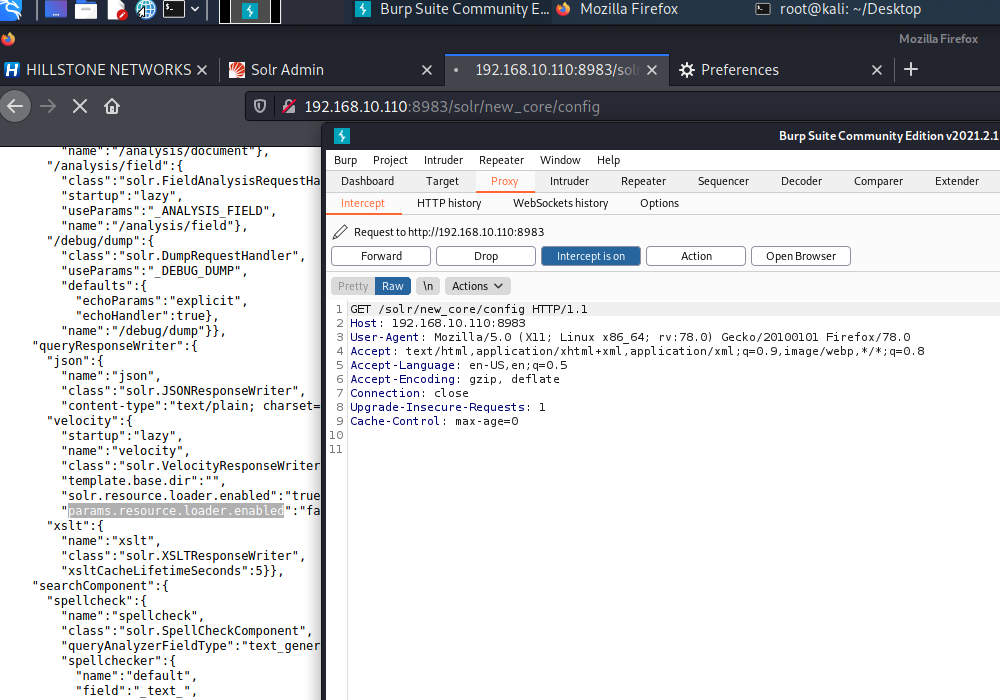 Burp Suite Community E...
Mozilla Firefox
root@kali: ~/Desktop
Mozilla Firefox
HILLSTONE NETWORKS
Solr Admin
192.168.10.110:8983/sol
Preferences
192.168.10.110:8983/solr/new_core/config
"name":"/analysis/document"},
"/analysis/field":{
"class":"solr.FieldAnalysisRequestHa
"startup":"lazy",
"useParams":"_ANALYSIS_FIELD",
"name":"/analysis/field"},
"/debug/dump":{
"class":"solr.DumpRequestHandler",
"useParams":"_DEBUG_DUMP",
"defaults":{
"echoParams":"explicit",
"echoHandler":true},
"name":"/debug/dump"}},
"queryResponseWriter":{
"json":{
"name":"json",
"class":"solr.JSONResponseWriter",
"content-type":"text/plain; charset=
"velocity":{
"startup":"lazy",
"name":"velocity",
"class":"solr.VelocityResponseWriter
"template.base.dir":"",
"solr.resource.loader.enabled":"true
"params.resource.loader.enabled":"fa
"xslt":{
"name":"xslt",
"class":"solr.XSLTResponseWriter",
"xsltCacheLifetimeSeconds":5}},
"searchComponent":{
"spellcheck":{
"name":"spellcheck",
"class":"solr.SpellCheckComponent",
"queryAnalyzerFieldType":"text_gener
"spellchecker":{
"name":"default",
"field":"_text_",
Burp Suite Community Edition v2021.2.1
Burp Project Intruder Repeater Window Help
Dashboard Target Proxy Intruder Repeater Sequencer Decoder Comparer Extender
Intercept HTTP history WebSockets history Options
Request to http://192.168.10.110:8983
Forward Drop Intercept is on Action Open Browser
Pretty Raw \n Actions
1 GET /solr/new_core/config HTTP/1.1
2 Host: 192.168.10.110:8983
3 User-Agent: Mozilla/5.0 (X11; Linux x86_64; rv:78.0) Gecko/20100101 Firefox/78.0
4 Accept: text/html,application/xhtml+xml,application/xml;q=0.9,image/webp,*/*;q=0.8
5 Accept-Language: en-US,en;q=0.5
6 Accept-Encoding: gzip, deflate
7 Connection: close
8 Upgrade-Insecure-Requests: 1
9 Cache-Control: max-age=0
10
11